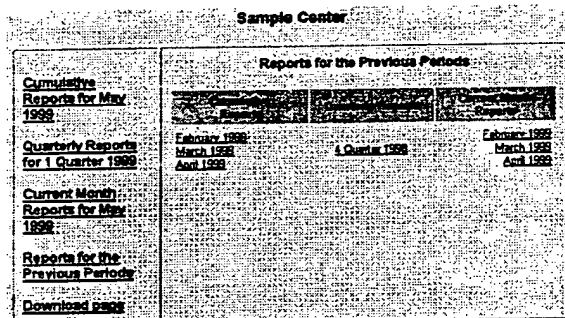 Sample Center
Cumulative
Reports for May
1999
Quarterly Reports
for 1 Quarter 1999
Current Month
Reports for May
1999
Reports for the
Previous Periods
Download page
Reports for the Previous Periods
Reports
Reports
February 1999
March 1999
April 1999
4 Quarter 1998
February 1999
March 1999
April 1999